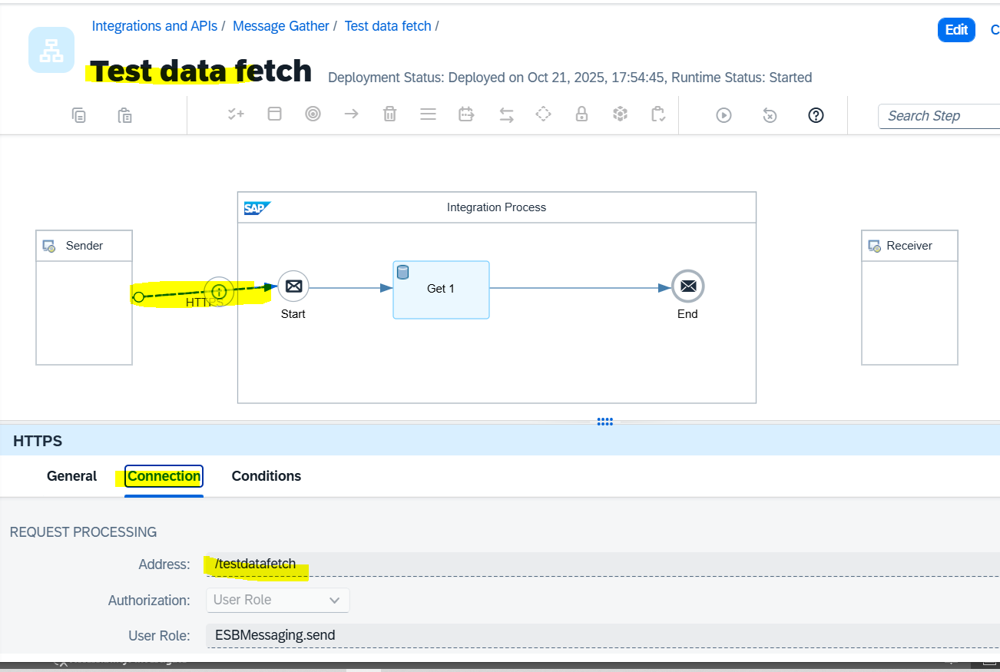 Integrations and APIs / Message Gather / Test data fetch /
Edit
Test data fetch
Deployment Status: Deployed on Oct 21, 2025, 17:54:45, Runtime Status: Started
Search Step
SAP
Integration Process
Sender
Receiver
HTTPS
Get 1
Start
End
HTTPS
General
Connection
Conditions
REQUEST PROCESSING
Address: /testdatafetch
Authorization: User Role
User Role: ESBMessaging.send